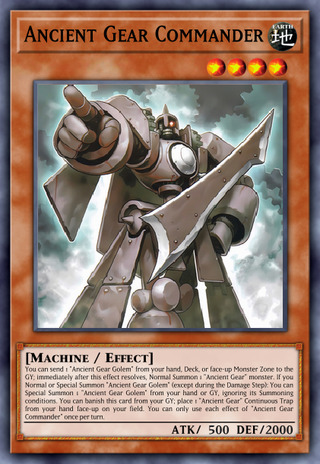 ANCIENT GEAR COMMANDER
EARTH
地
[MACHINE / EFFECT]
You can send 1 "Ancient Gear Golem" from your hand, Deck, or face-up Monster Zone to the
GY; immediately after this effect resolves, Normal Summon 1 "Ancient Gear" monster. If you
Normal or Special Summon "Ancient Gear Golem" (except during the Damage Step): You can
Special Summon 1 "Ancient Gear Golem" from your hand or GY, ignoring its Summoning
conditions. You can banish this card from your GY; place 1 "Ancient Gear" Continuous Trap
from your hand face-up on your field. You can only use each effect of "Ancient Gear
Commander" once per turn.
ATK/ 500 DEF/2000